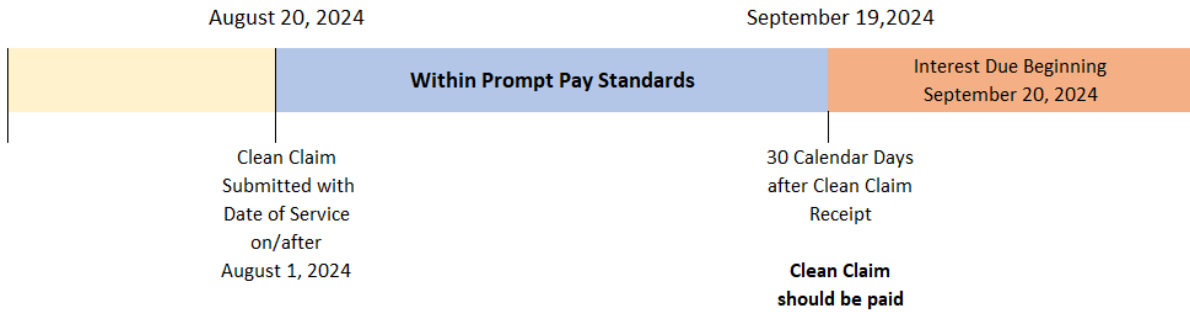 August 20, 2024
September 19,2024
Within Prompt Pay Standards
Interest Due Beginning
September 20, 2024
Clean Claim
Submitted with
Date of Service
on/after
August 1, 2024
30 Calendar Days
after Clean Claim
Receipt
Clean Claim
should be paid